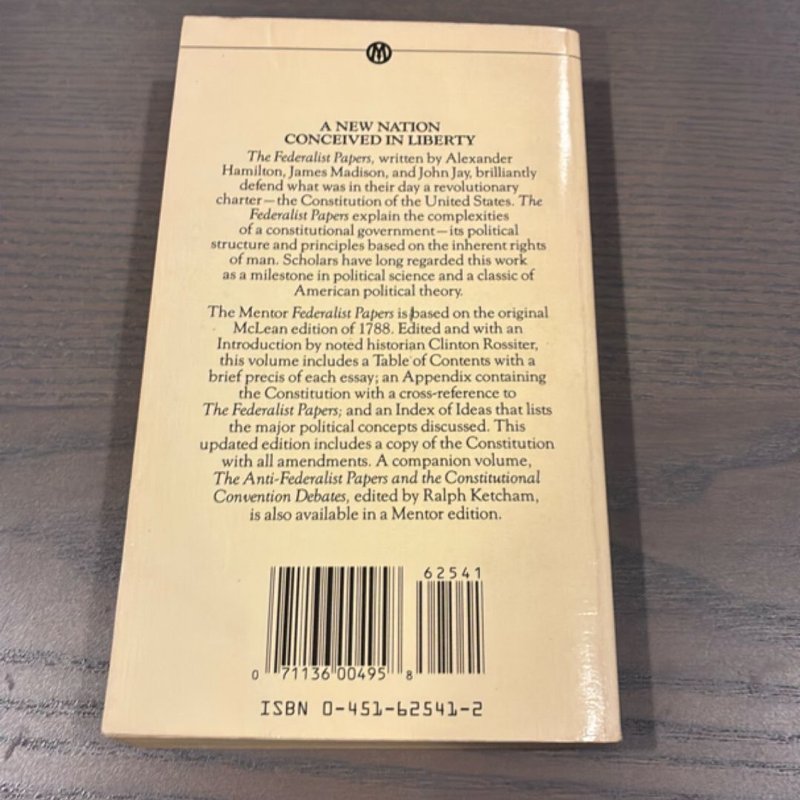 M
A NEW NATION
CONCEIVED IN LIBERTY
The Federalist Papers, written by Alexander
Hamilton, James Madison, and John Jay, brilliantly
defend what was in their day a revolutionary
charter—the Constitution of the United States. The
Federalist Papers explain the complexities
of a constitutional government—its political
structure and principles based on the inherent rights
of man. Scholars have long regarded this work
as a milestone in political science and a classic of
American political theory.
The Mentor Federalist Papers is based on the original
McLean edition of 1788. Edited and with an
Introduction by noted historian Clinton Rossiter,
this volume includes a Table of Contents with a
brief precis of each essay; an Appendix containing
the Constitution with a cross-reference to
The Federalist Papers; and an Index of Ideas that lists
the major political concepts discussed. This
updated edition includes a copy of the Constitution
with all amendments. A companion volume,
The Anti-Federalist Papers and the Constitutional
Convention Debates, edited by Ralph Ketcham,
is also available in a Mentor edition.
62541
0 71136 00495 8
ISBN 0-451-62541-2